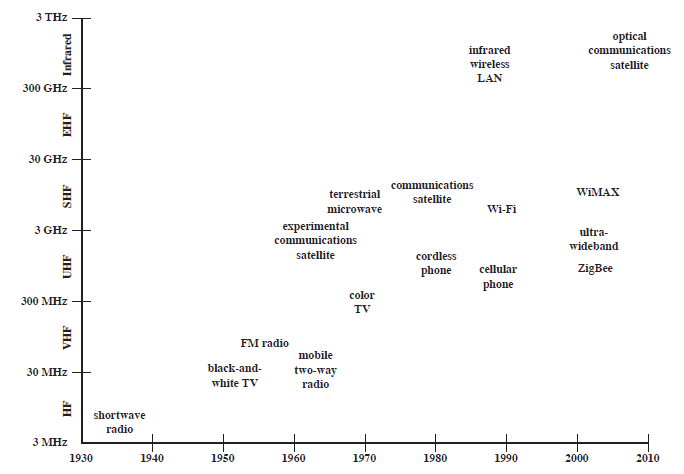 3 THz
Infrared
300 GHz
EHF
30 GHz
SHF
3 GHz
UHF
300 MHz
VHF
30 MHz
HF
3 MHz
optical
communications
satellite
infrared
wireless
LAN
communications
satellite
terrestrial
microwave
WiMAX
Wi-Fi
experimental
communications
satellite
ultra-
wideband
cordless
phone
cellular
phone
ZigBee
color
TV
FM radio
mobile
two-way
radio
black-and-
white TV
shortwave
radio
1930 1940 1950 1960 1970 1980 1990 2000 2010